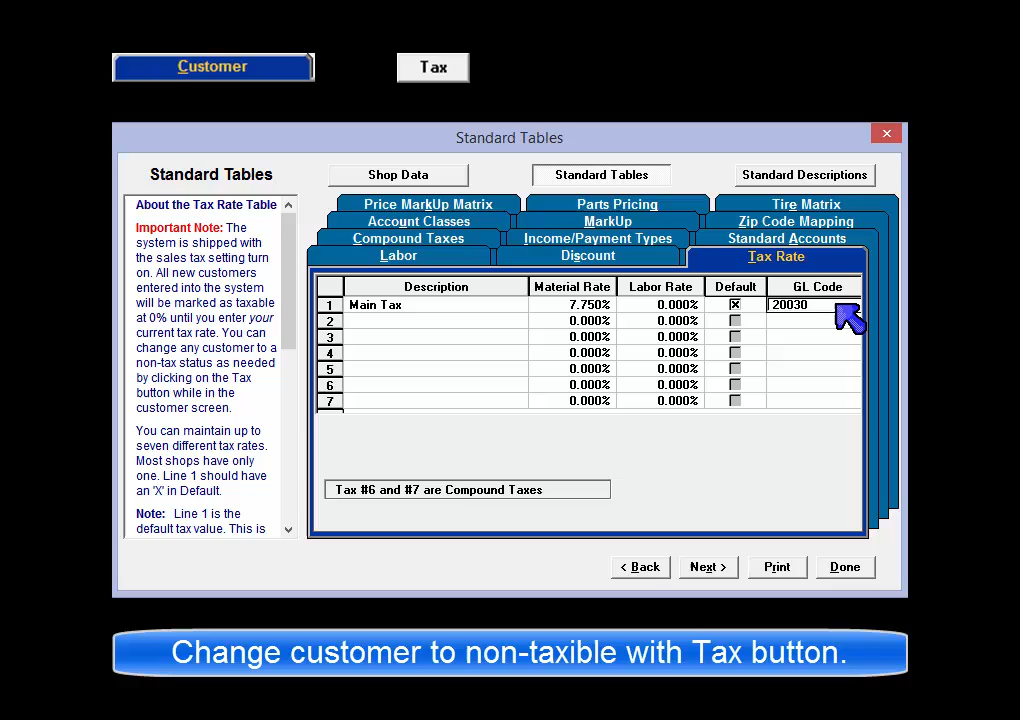 Customer
Tax
Standard Tables
Standard Tables
Shop Data
Standard Tables
Standard Descriptions
About the Tax Rate Table
Important Note: The
system is shipped with
the sales tax setting turn
on. All new customers
entered into the system
will be marked as taxable
at 0% until you enter your
current tax rate. You can
change any customer to a
non-tax status as needed
by clicking on the Tax
button while in the
customer screen.
You can maintain up to
seven different tax rates.
Most shops have only
one. Line 1 should have
an 'X' in Default.
Note: Line 1 is the
default tax value. This is
Price MarkUp Matrix
Parts Pricing
Tire Matrix
Account Classes
MarkUp
Zip Code Mapping
Compound Taxes
Income/Payment Types
Standard Accounts
Labor
Discount
Tax Rate
Description Material Rate Labor Rate Default GL Code
1 Main Tax 7.750% 0.000% 20030
2 0.000% 0.000%
3 0.000% 0.000%
4 0.000% 0.000%
5 0.000% 0.000%
6 0.000% 0.000%
7 0.000% 0.000%
Tax #6 and #7 are Compound Taxes
< Back
Next >
Print
Done
Change customer to non-taxible with Tax button.